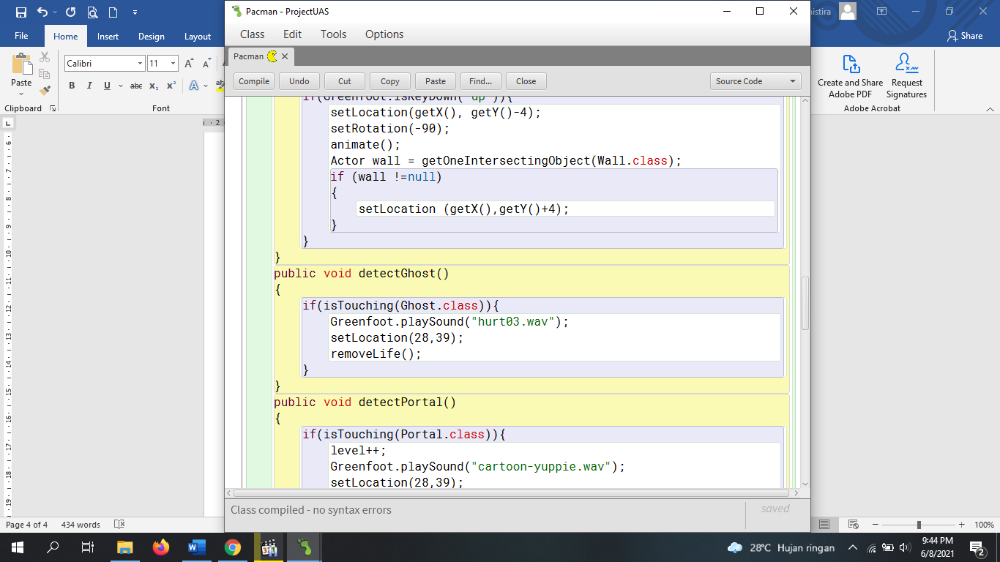 Pacman - ProjectUAS
nistira
File Home Insert Design Layout
Share
Class Edit Tools Options
Pacman
Compile Undo Cut Copy Paste Find... Close Source Code
Paste
Calibri 11
B I U abc x₂ x²
Clipboard Font
Create and Share Adobe PDF
Request Signatures
Adobe Acrobat
if(Greenfoot.isKeyDown("up")){
setLocation(getX(), getY()-4);
setRotation(-90);
animate();
Actor wall = getOneIntersectingObject(Wall.class);
if (wall !=null)
{
setLocation (getX(),getY()+4);
}
}
}
public void detectGhost()
{
if(isTouching(Ghost.class)){
Greenfoot.playSound("hurt03.wav");
setLocation(28,39);
removeLife();
}
}
public void detectPortal()
{
if(isTouching(Portal.class)){
level++;
Greenfoot.playSound("cartoon-yuppie.wav");
setLocation(28,39);
Class compiled - no syntax errors
saved
Page 4 of 4 434 words
100%
28°C Hujan ringan
9:44 PM
6/8/2021
2